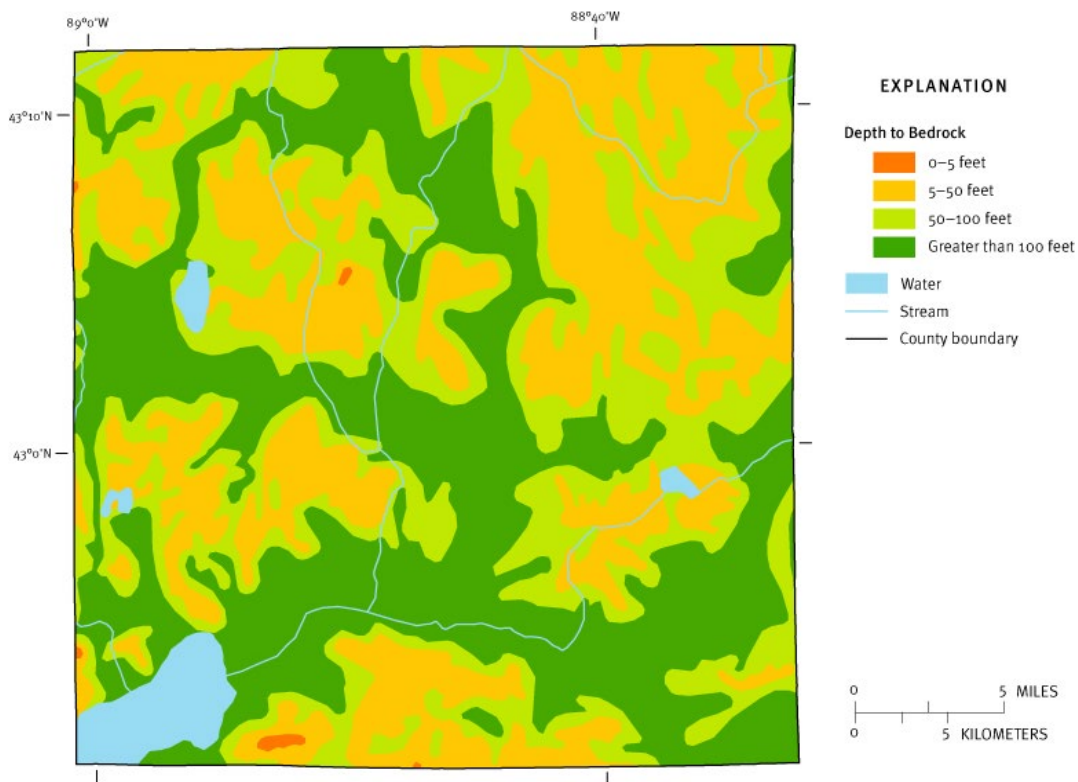 89°0'W
88°40'W
43°10'N
43°0'N
EXPLANATION
Depth to Bedrock
0–5 feet
5–50 feet
50–100 feet
Greater than 100 feet
Water
Stream
County boundary
0 5 MILES
0 5 KILOMETERS